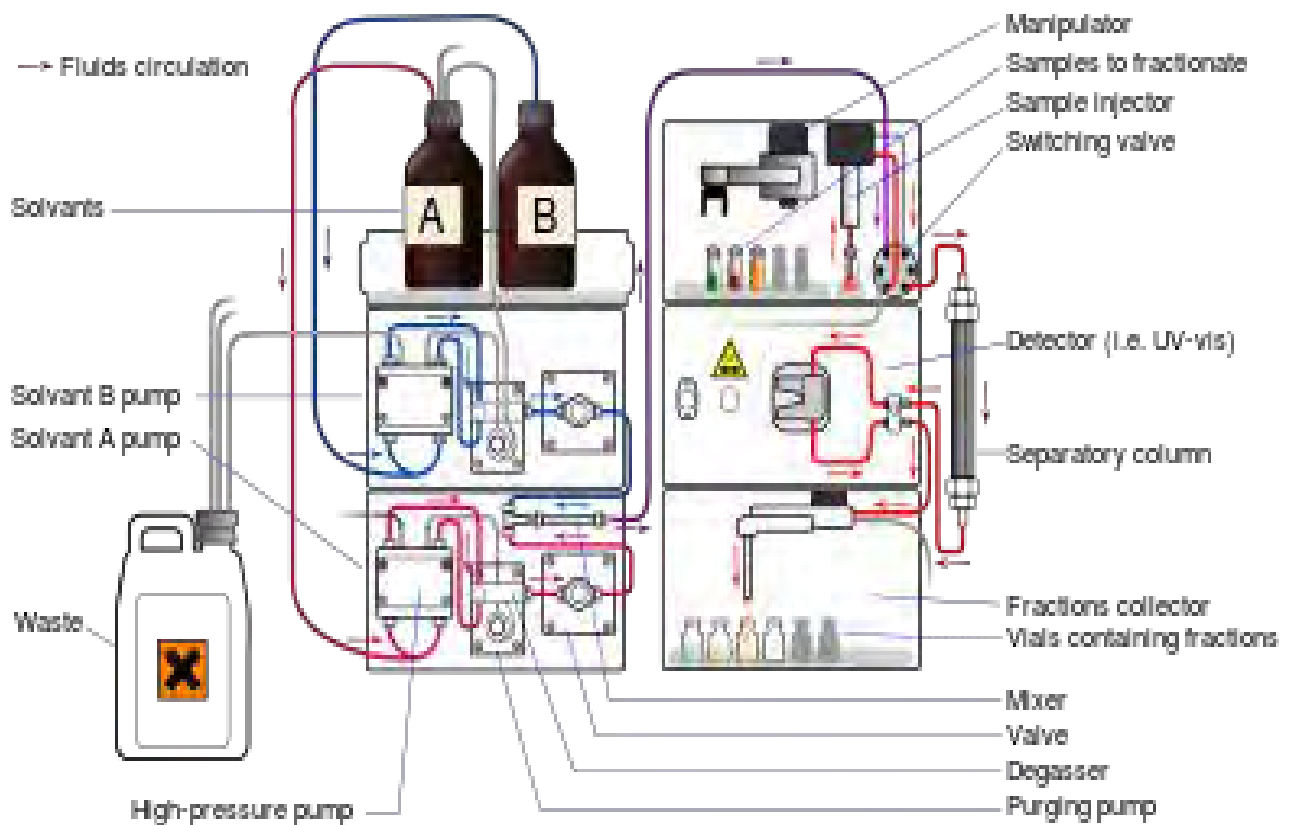 Manipulator
Fluids circulation
Samples to fractionate
Sample injector
Switching valve
Solvants
A
B
Detector (i.e. UV-vis)
Solvant B pump
Solvant A pump
Separatory column
Fractions collector
Waste
Vials containing fractions
Mixer
Valve
Degasser
High-pressure pump
Purging pump